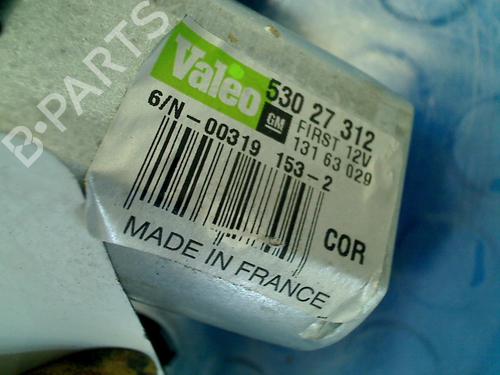 B-PARTS
Valeo
530 27 312
GM
FIRST 12V
131 63 029
6/N-00319 153-2
COR
MADE IN FRANCE